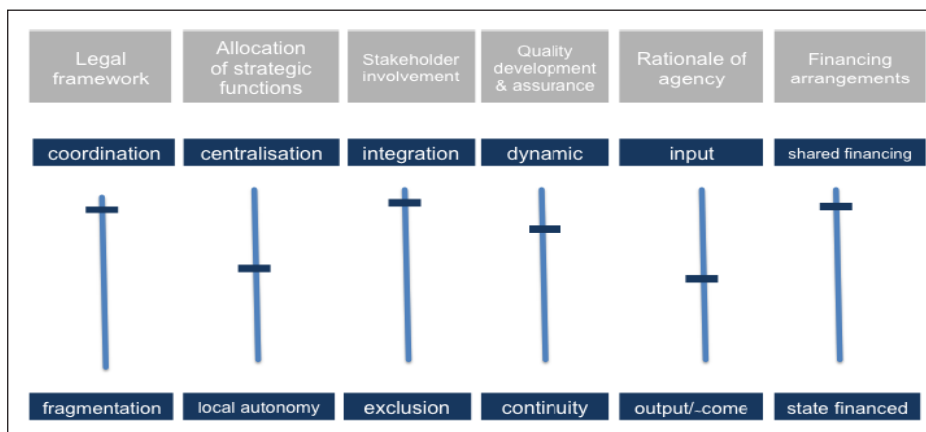 Legal
framework
Allocation
of strategic
functions
Stakeholder
involvement
Quality
development
& assurance
Rationale of
agency
Financing
arrangements
coordination
centralisation
integration
dynamic
input
shared financing
fragmentation
local autonomy
exclusion
continuity
output/-come
state financed